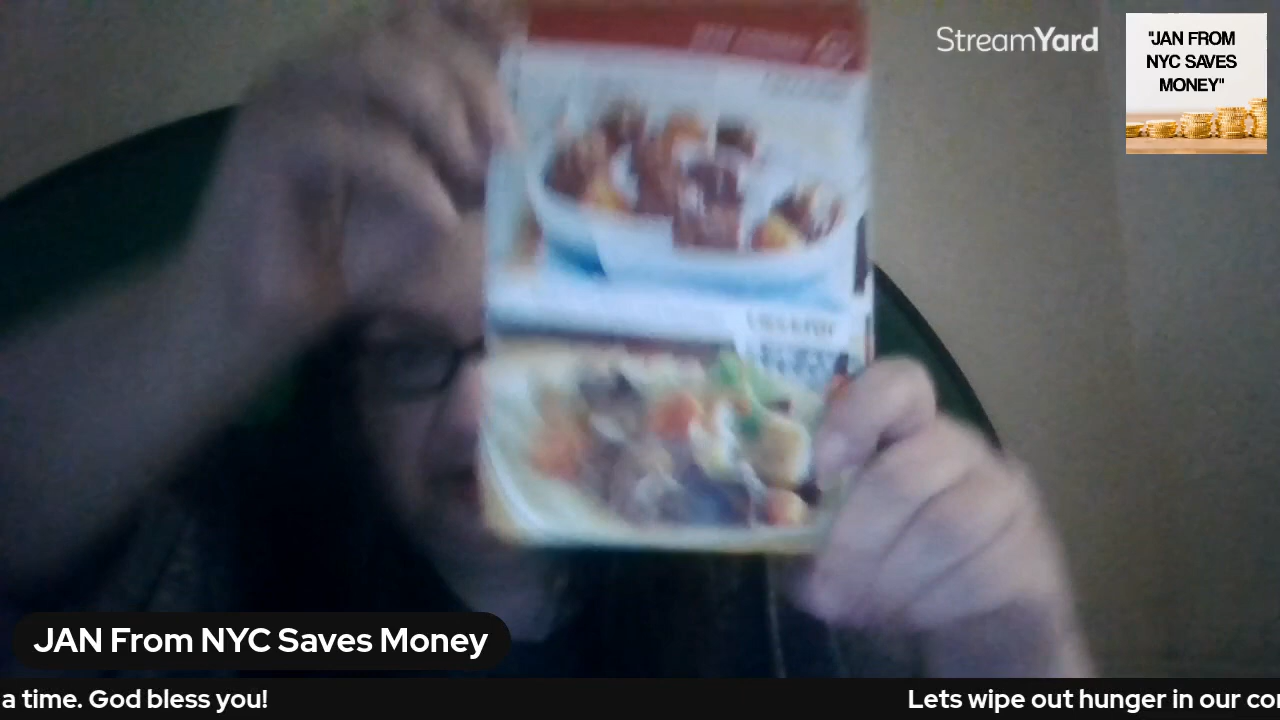 StreamYard
"JAN FROM
NYC SAVES
MONEY"
JAN From NYC Saves Money
a time. God bless you!
Lets wipe out hunger in our